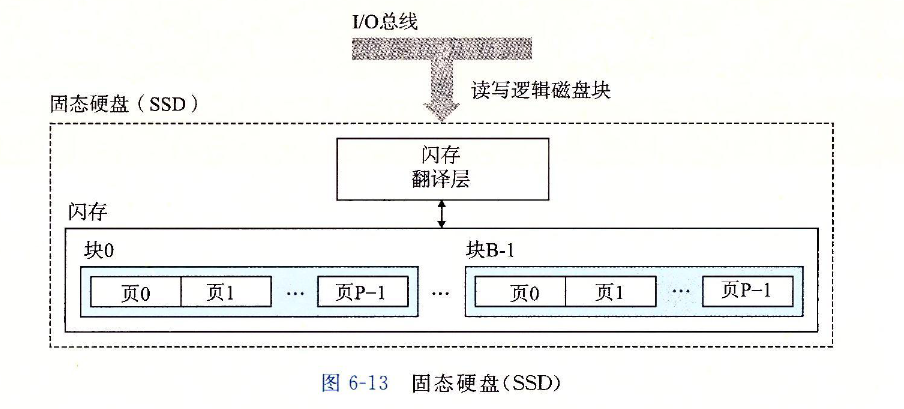 I/O总线
读写逻辑磁盘块
固态硬盘（SSD）
闪存
翻译层
闪存
块0
块B-1
页0 页1 … 页P-1 … 页0 页1 … 页P-1
图 6-13 固态硬盘(SSD)